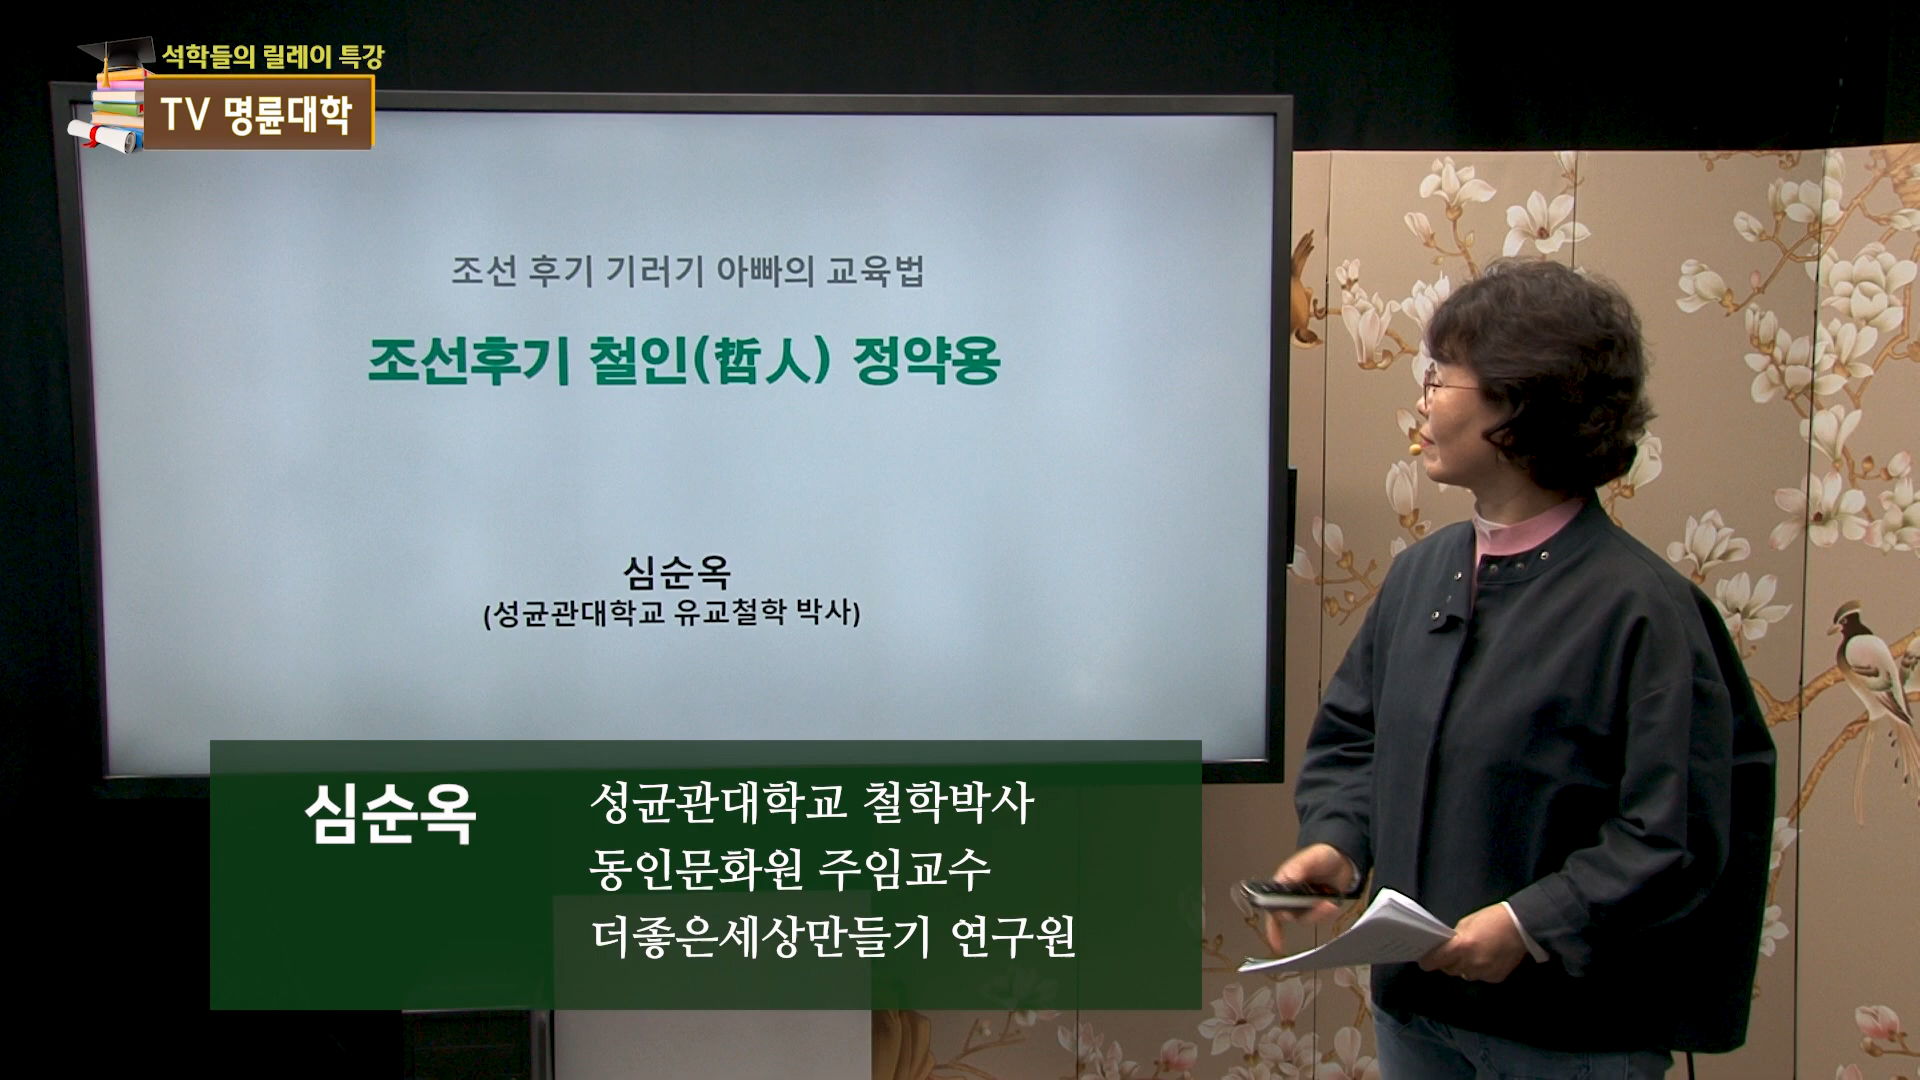 석학들의 릴레이 특강
TV 명륜대학
조선 후기 기러기 아빠의 교육법
조선후기 철인(哲人) 정약용
심순옥
(성균관대학교 유교철학 박사)
심순옥
성균관대학교 철학박사
동인문화원 주임교수
더좋은세상만들기 연구원